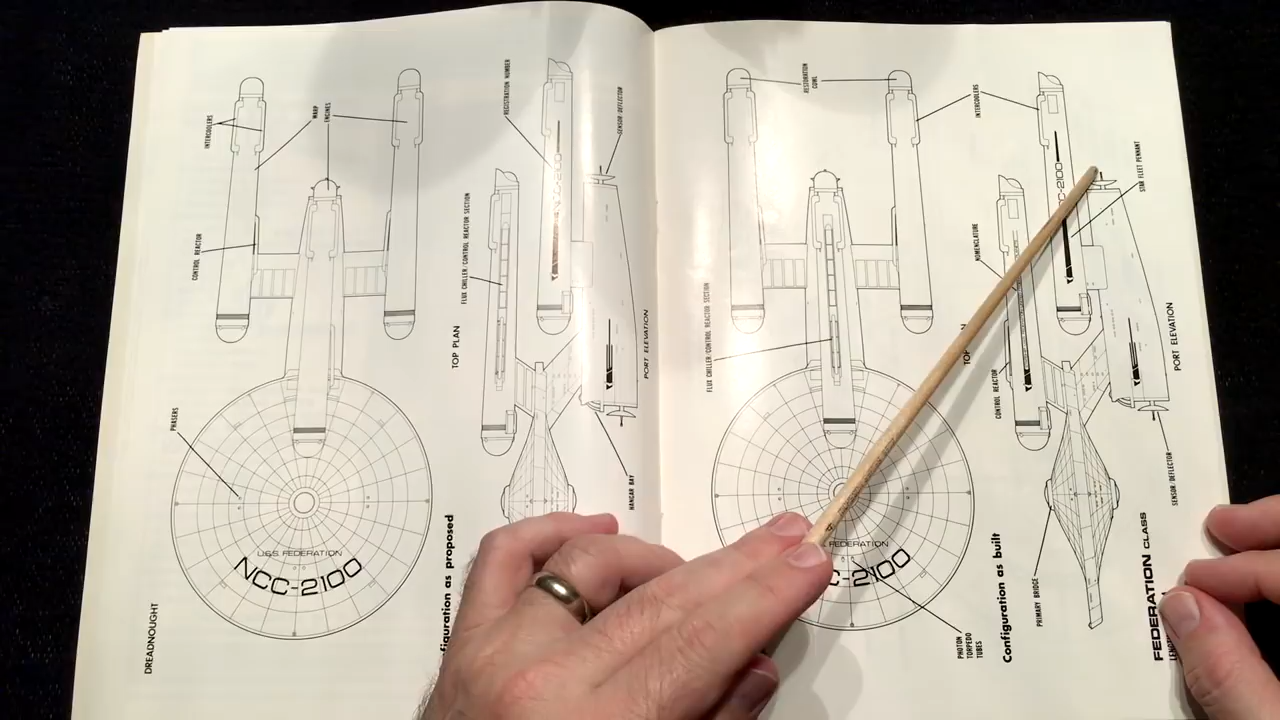 DREADNOUGHT
INTERCOOLERS
WARP
ENGINES
CONTROL REACTOR
PHASERS
U.S.S. FEDERATION
NCC-2100
TOP PLAN
FLUX CHILLER/CONTROL REACTOR SECTION
REGISTRATION NUMBER
SENSOR/DEFLECTOR
PORT ELEVATION
HANGAR BAY
figuration as proposed
RESTORATION
COWL
INTERCOOLERS
FLUX CHILLER/CONTROL REACTOR SECTION
FEDERATION
C-2100
PHOTON
TORPEDO
TUBES
TOP
NOMENCLATURE
C-2100
STAR FLEET PENNANT
CONTROL REACTOR
PORT ELEVATION
SENSOR/DEFLECTOR
PRIMARY BRIDGE
Configuration as built
FEDERATION CLASS